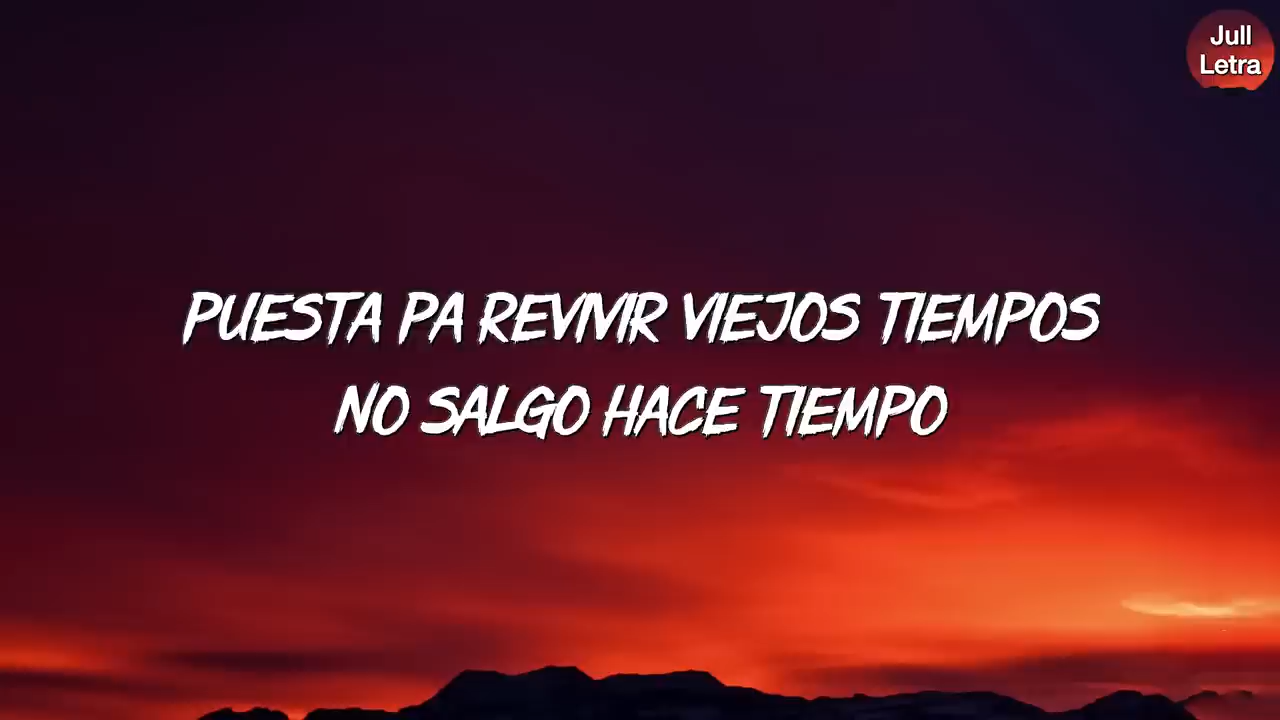 Jull
Letra
PUESTA PA REVIVIR VIEJOS TIEMPOS
NO SALGO HACE TIEMPO